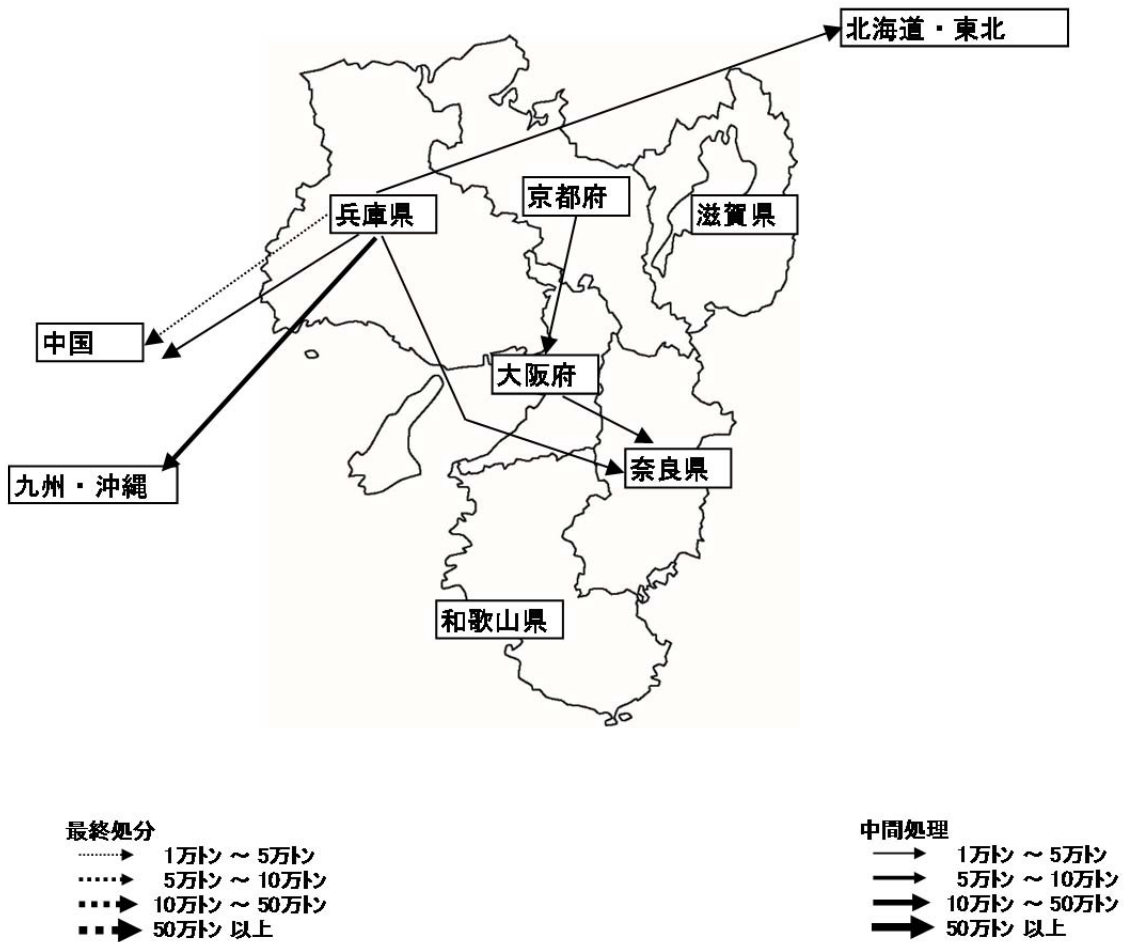 北海道・東北
京都府
兵庫県
滋賀県
中国
大阪府
奈良県
九州・沖縄
和歌山県
最終処分
1万トン ～ 5万トン
5万トン ～ 10万トン
10万トン ～ 50万トン
50万トン 以上
中間処理
1万トン ～ 5万トン
5万トン ～ 10万トン
10万トン ～ 50万トン
50万トン 以上